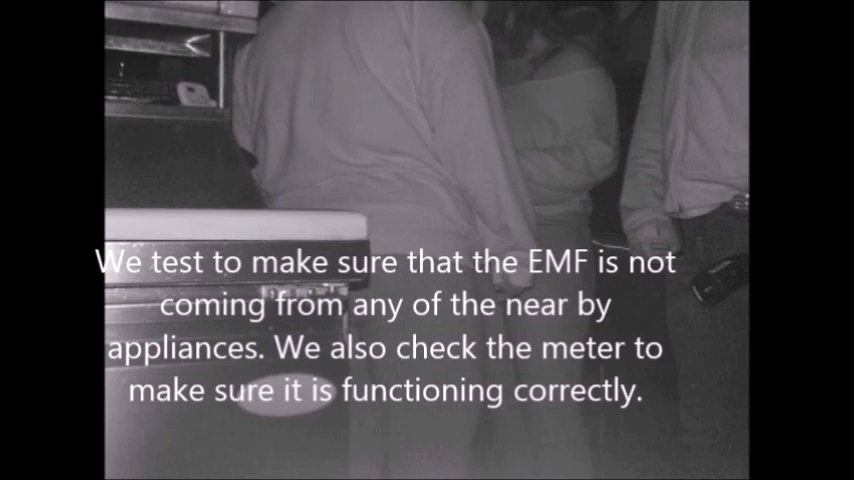 We test to make sure that the EMF is not
coming from any of the near by
appliances. We also check the meter to
make sure it is functioning correctly.